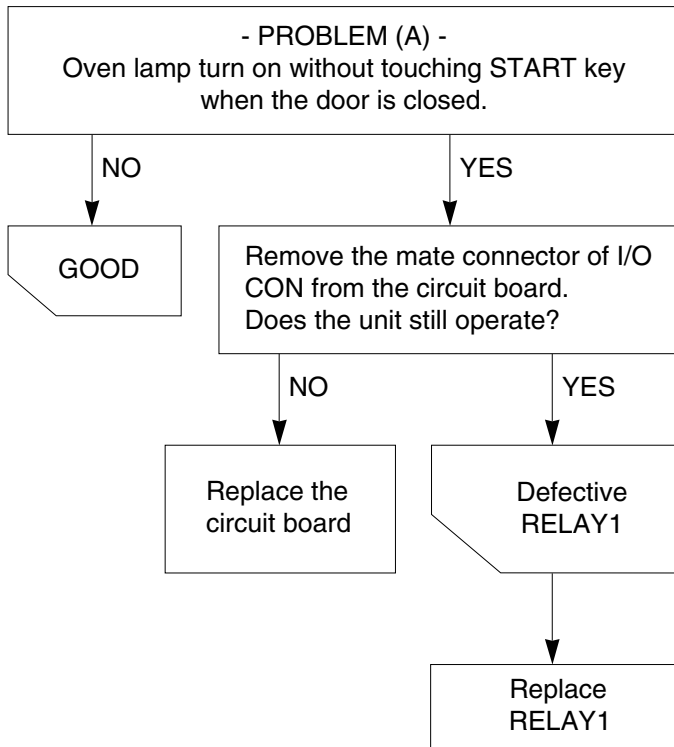 - PROBLEM (A) -
Oven lamp turn on without touching START key
when the door is closed.
NO
YES
GOOD
Remove the mate connector of I/O
CON from the circuit board.
Does the unit still operate?
NO
YES
Replace the
circuit board
Defective
RELAY1
Replace
RELAY1